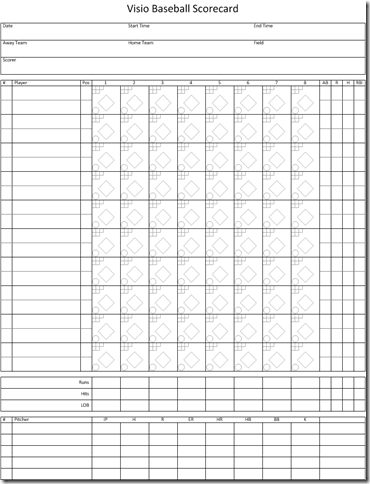 Visio Baseball Scorecard
Date Start Time End Time
Away Team Home Team Field
Scorer
# Player Pos 1 2 3 4 5 6 7 8 AB R H RBI
Runs
Hits
LOB
# Pitcher IP H R ER HR HB BB K